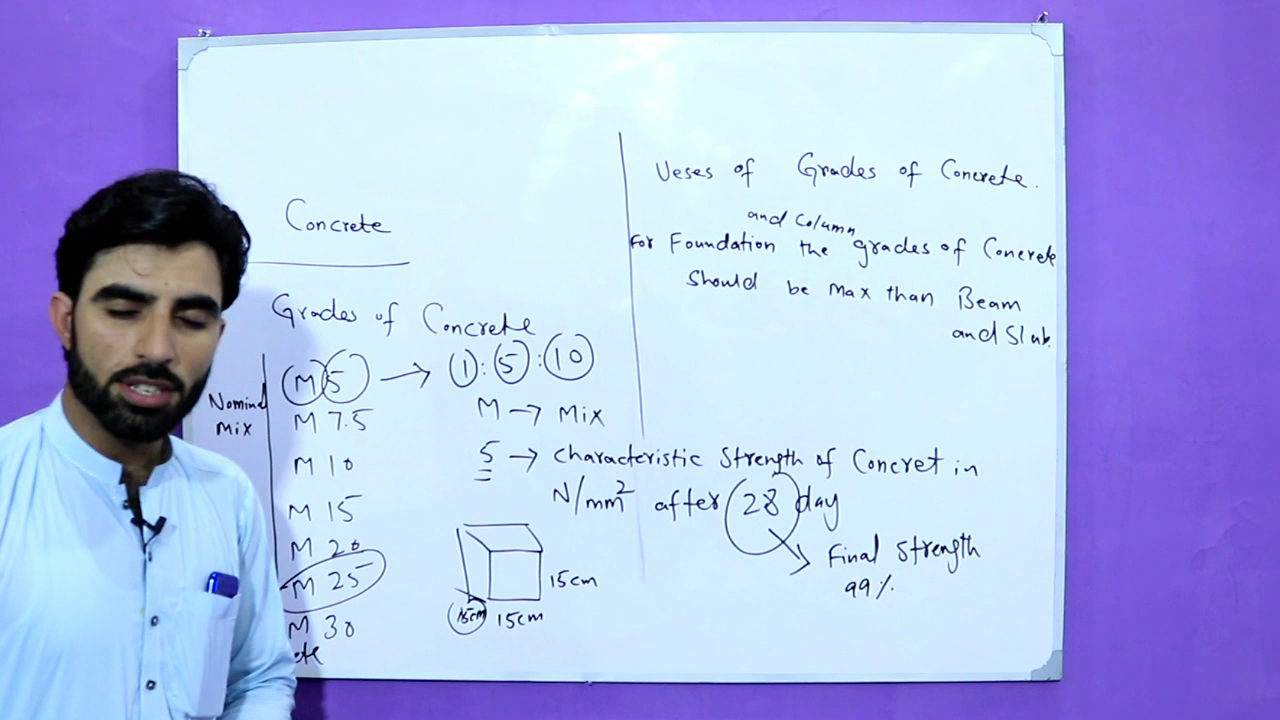 Concrete
Grades of Concrete
Nominal
Mix
M 5 → 1 : 5 : 10
M 7.5
M 10
M 15
M 20
M 25
M 30
M → Mix
5 → Characteristic Strength of Concret in
N/mm² after 28 day
Final Strength
99%
15cm
15cm 15cm
Ueses of Grades of Concrete.
and Column
For Foundation the grades of Concrete
Should be Max than Beam
and Slab.